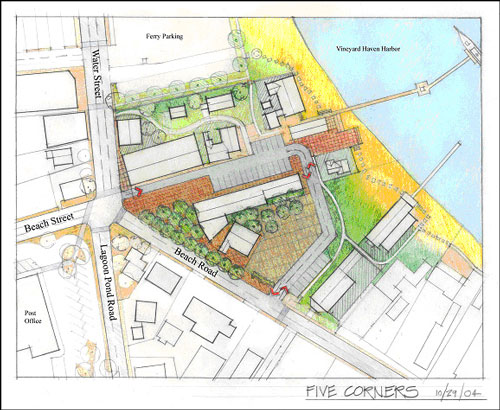 Ferry Parking
Vineyard Haven Harbor
Water Street
Beach Street
Beach Road
Lagoon Pond Road
Post
Office
FIVE CORNERS 10/29/04